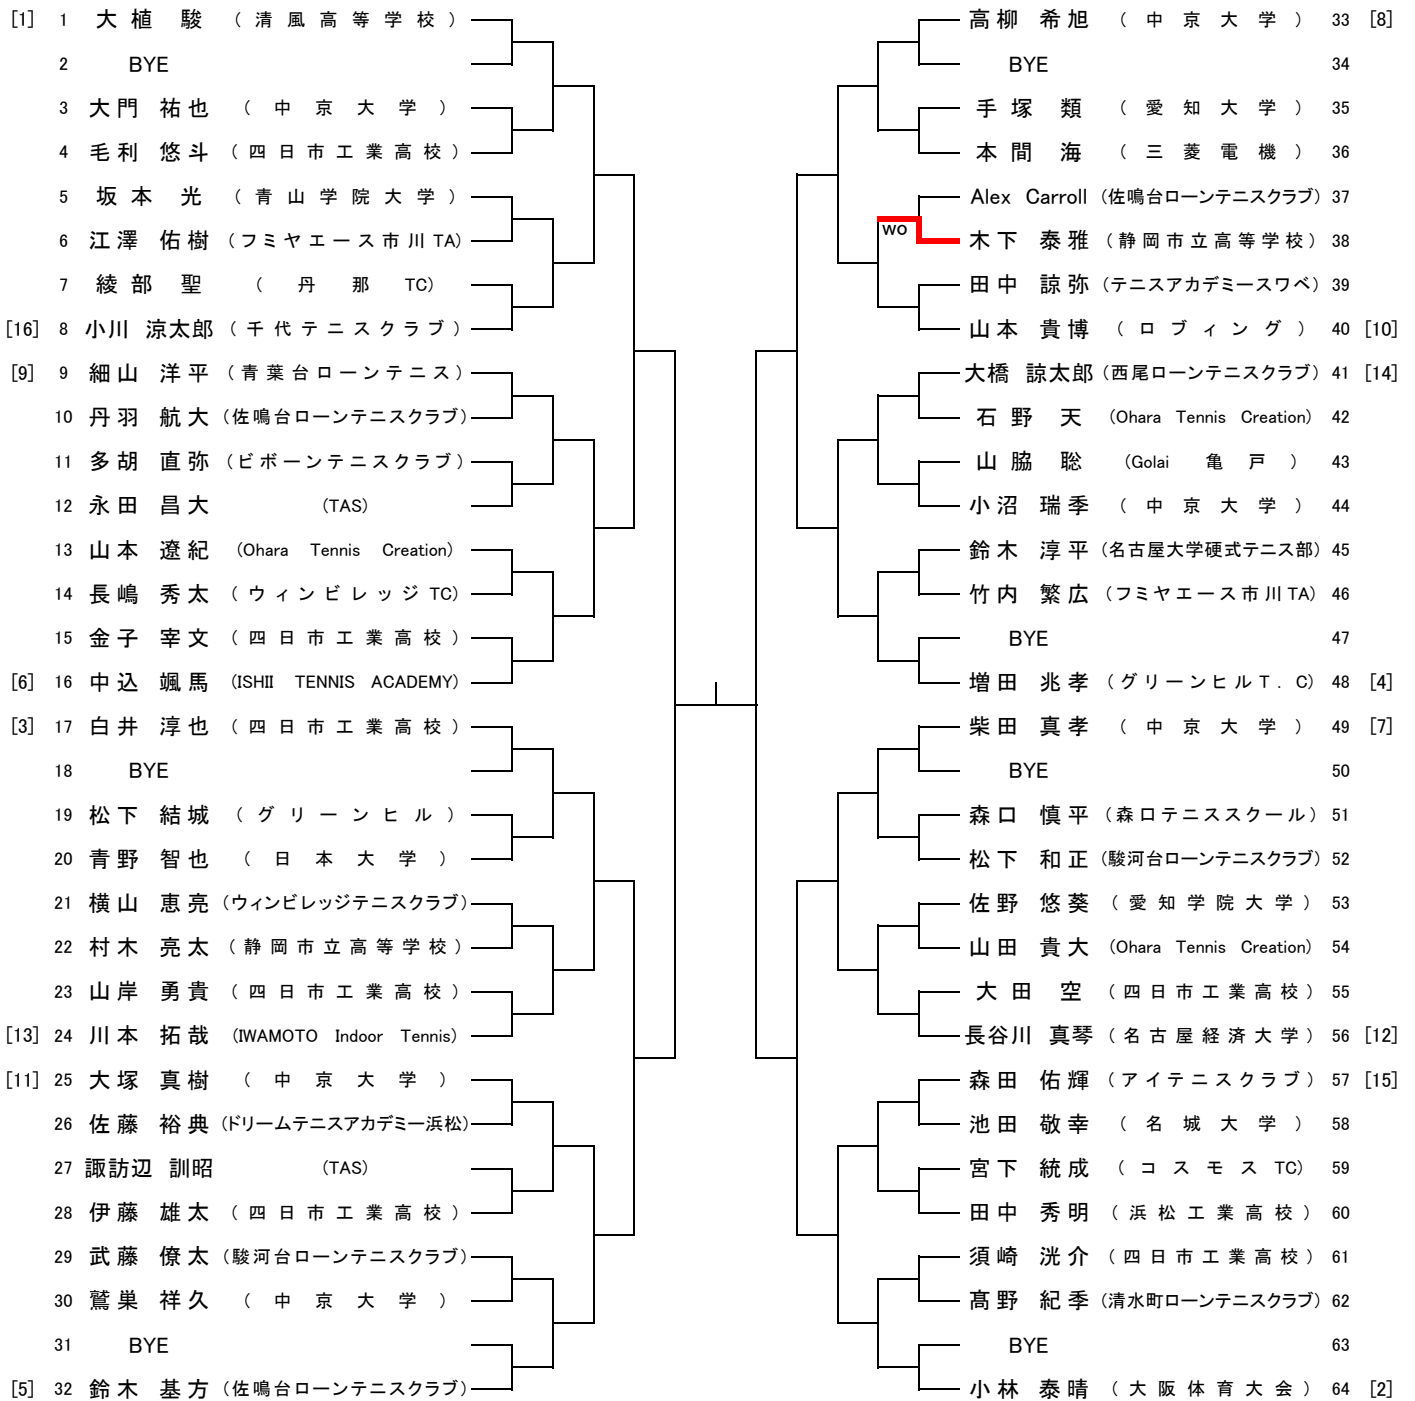 [1] 1 大植 駿 (清風高等学校)
2 BYE
3 大門 祐也 (中京大学)
4 毛利 悠斗 (四日市工業高校)
5 坂本 光 (青山学院大学)
6 江澤 佑樹 (フミヤエース市川TA)
7 綾部 聖 (丹那TC)
[16] 8 小川 涼太郎 (千代テニスクラブ)
[9] 9 細山 洋平 (青葉台ローンテニス)
10 丹羽 航大 (佐鳴台ローンテニスクラブ)
11 多胡 直弥 (ビボーンテニスクラブ)
12 永田 昌大 (TAS)
13 山本 遼紀 (Ohara Tennis Creation)
14 長嶋 秀太 (ウィンビレッジTC)
15 金子 宰文 (四日市工業高校)
[6] 16 中込 颯馬 (ISHII TENNIS ACADEMY)
[3] 17 白井 淳也 (四日市工業高校)
18 BYE
19 松下 結城 (グリーンヒル)
20 青野 智也 (日本大学)
21 横山 恵亮 (ウィンビレッジテニスクラブ)
22 村木 亮太 (静岡市立高等学校)
23 山岸 勇貴 (四日市工業高校)
[13] 24 川本 拓哉 (IWAMOTO Indoor Tennis)
[11] 25 大塚 真樹 (中京大学)
26 佐藤 裕典 (ドリームテニスアカデミー浜松)
27 諏訪辺 訓昭 (TAS)
28 伊藤 雄太 (四日市工業高校)
29 武藤 僚太 (駿河台ローンテニスクラブ)
30 鷲巣 祥久 (中京大学)
31 BYE
[5] 32 鈴木 基方 (佐鳴台ローンテニスクラブ)
高柳 希旭 (中京大学) 33 [8]
BYE 34
手塚 類 (愛知大学) 35
本間 海 (三菱電機) 36
Alex Carroll (佐鳴台ローンテニスクラブ) 37
WO
木下 泰雅 (静岡市立高等学校) 38
田中 諒弥 (テニスアカデミースワベ) 39
山本 貴博 (ロブィング) 40 [10]
大橋 諒太郎 (西尾ローンテニスクラブ) 41 [14]
石野 天 (Ohara Tennis Creation) 42
山脇 聡 (Golai 亀戸) 43
小沼 瑞季 (中京大学) 44
鈴木 淳平 (名古屋大学硬式テニス部) 45
竹内 繁広 (フミヤエース市川TA) 46
BYE 47
増田 兆孝 (グリーンヒルT.C) 48 [4]
柴田 真孝 (中京大学) 49 [7]
BYE 50
森口 慎平 (森口テニススクール) 51
松下 和正 (駿河台ローンテニスクラブ) 52
佐野 悠葵 (愛知学院大学) 53
山田 貴大 (Ohara Tennis Creation) 54
大田 空 (四日市工業高校) 55
長谷川 真琴 (名古屋経済大学) 56 [12]
森田 佑輝 (アイテニスクラブ) 57 [15]
池田 敬幸 (名城大学) 58
宮下 統成 (コスモスTC) 59
田中 秀明 (浜松工業高校) 60
須崎 洸介 (四日市工業高校) 61
髙野 紀季 (清水町ローンテニスクラブ) 62
BYE 63
小林 泰晴 (大阪体育大会) 64 [2]